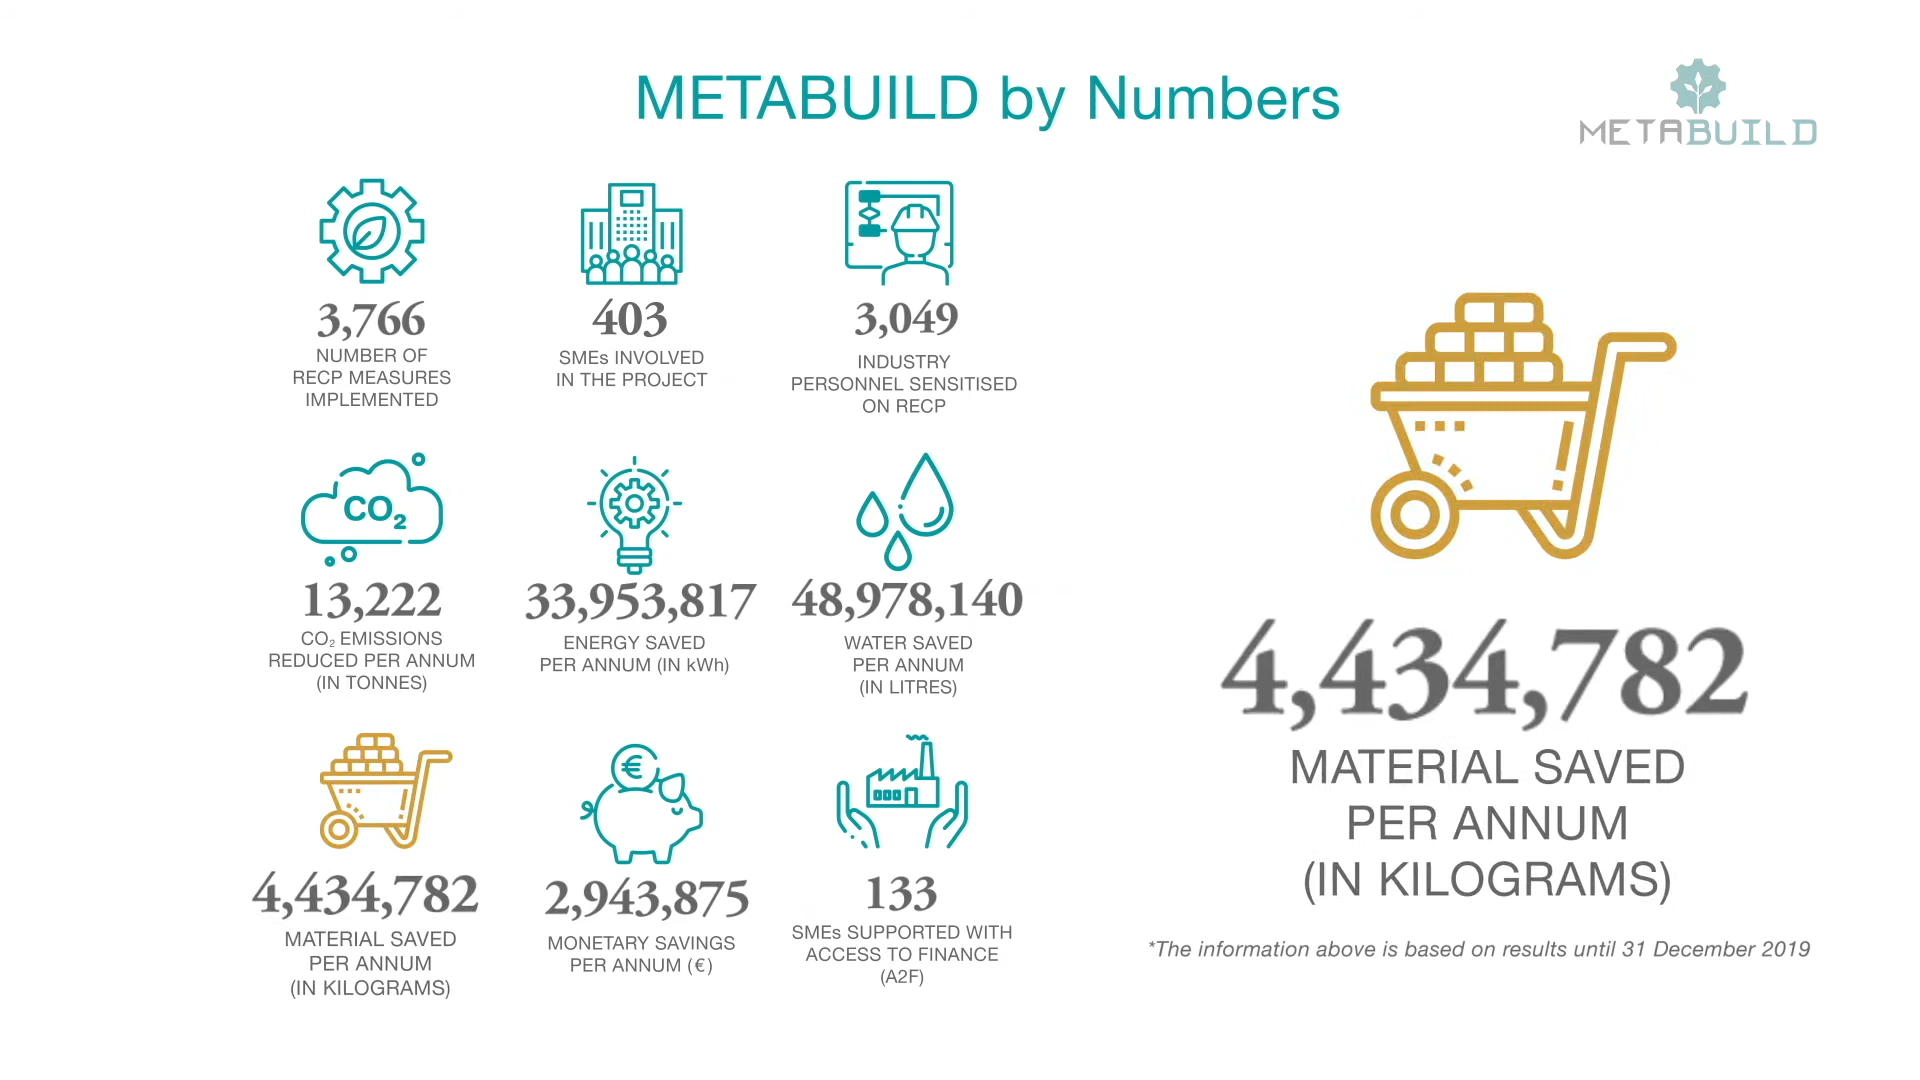 METABUILD by Numbers
METABUILD
3,766
NUMBER OF
RECP MEASURES
IMPLEMENTED
403
SMEs INVOLVED
IN THE PROJECT
3,049
INDUSTRY
PERSONNEL SENSITISED
ON RECP
CO₂
13,222
CO₂ EMISSIONS
REDUCED PER ANNUM
(IN TONNES)
33,953,817
ENERGY SAVED
PER ANNUM (IN kWh)
48,978,140
WATER SAVED
PER ANNUM
(IN LITRES)
4,434,782
MATERIAL SAVED
PER ANNUM
(IN KILOGRAMS)
€
2,943,875
MONETARY SAVINGS
PER ANNUM (€)
133
SMEs SUPPORTED WITH
ACCESS TO FINANCE
(A2F)
4,434,782
MATERIAL SAVED
PER ANNUM
(IN KILOGRAMS)
*The information above is based on results until 31 December 2019